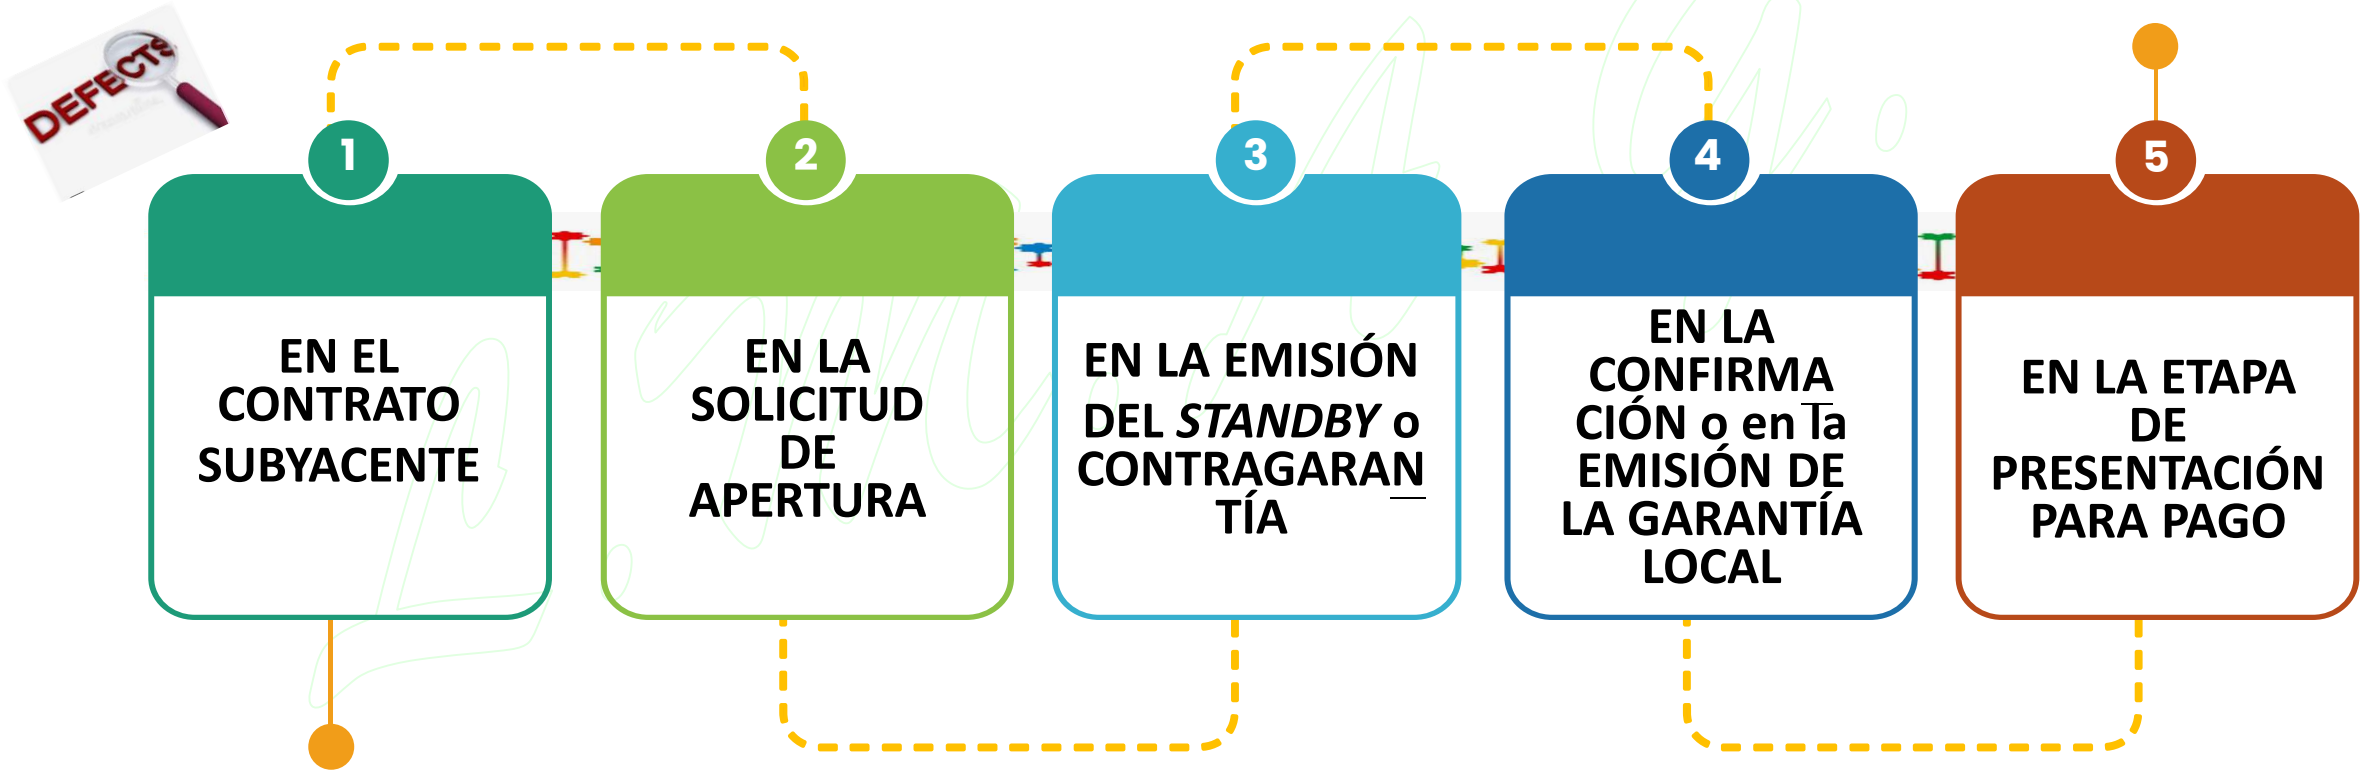 DEFECTS
1
EN EL
CONTRATO
SUBYACENTE
2
EN LA
SOLICITUD
DE
APERTURA
3
EN LA EMISIÓN
DEL STANDBY o
CONTRAGARAN
TÍA
4
EN LA
CONFIRMA
CIÓN o en la
EMISIÓN DE
LA GARANTÍA
LOCAL
5
EN LA ETAPA
DE
PRESENTACIÓN
PARA PAGO